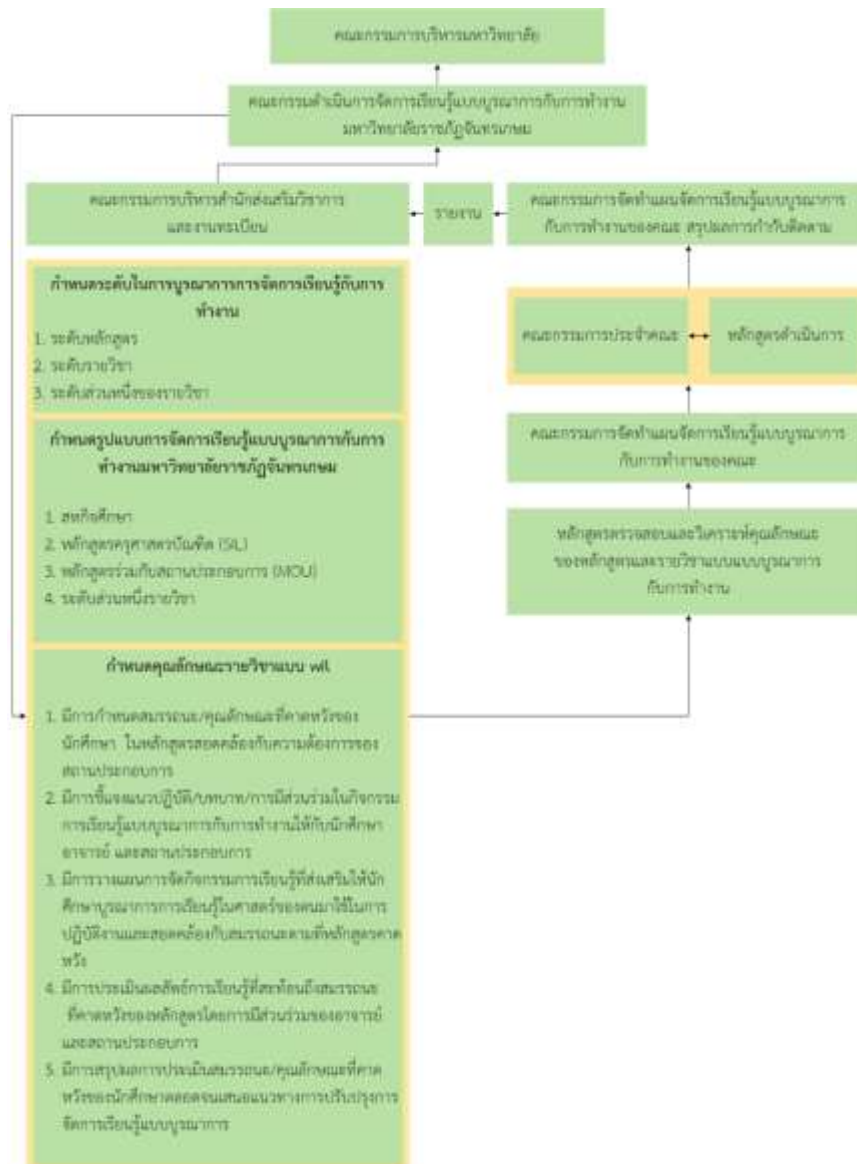 คณะกรรมการบริหารมหาวิทยาลัย
คณะกรรมดำเนินการจัดการเรียนรู้แบบบูรณาการกับการทำงาน
มหาวิทยาลัยราชภัฏจันทรเกษม
คณะกรรมการบริหารสำนักส่งเสริมวิชาการ
และงานทะเบียน
รายงาน
คณะกรรมการจัดทำแผนจัดการเรียนรู้แบบบูรณาการ
กับการทำงานของคณะ สรุปผลการกำกับติดตาม
กำหนดระดับในการบูรณาการการจัดการเรียนรู้กับการ
ทำงาน
1. ระดับหลักสูตร
2. ระดับรายวิชา
3. ระดับส่วนหนึ่งของรายวิชา
คณะกรรมการประจำคณะ
หลักสูตรดำเนินการ
คณะกรรมการจัดทำแผนจัดการเรียนรู้แบบบูรณาการ
กับการทำงานของคณะ
หลักสูตรตรวจสอบและวิเคราะห์คุณลักษณะ
ของหลักสูตรและรายวิชาแบบแบบบูรณาการ
กับการทำงาน
กำหนดรูปแบบการจัดการเรียนรู้แบบบูรณาการกับการ
ทำงานมหาวิทยาลัยราชภัฏจันทรเกษม
1. สหกิจศึกษา
2. หลักสูตรครุศาสตรบัณฑิต (SIL)
3. หลักสูตรร่วมกับสถานประกอบการ (MOU)
4. ระดับส่วนหนึ่งรายวิชา
กำหนดคุณลักษณะรายวิชาแบบ wil
1. มีการกำหนดสมรรถนะ/คุณลักษณะที่คาดหวังของ
นักศึกษา ในหลักสูตรสอดคล้องกับความต้องการของ
สถานประกอบการ
2. มีการชี้แจงแนวปฏิบัติ/บทบาท/การมีส่วนร่วมในกิจกรรม
การเรียนรู้แบบบูรณาการกับการทำงานให้กับนักศึกษา
อาจารย์ และสถานประกอบการ
3. มีการวางแผนการจัดกิจกรรมการเรียนรู้ที่ส่งเสริมให้นัก
ศึกษาบูรณาการการเรียนรู้ในศาสตร์ของตนมาใช้ในการ
ปฏิบัติงานและสอดคล้องกับสมรรถนะตามที่หลักสูตรคาด
หวัง
4. มีการประเมินผลลัพธ์การเรียนรู้ที่สะท้อนถึงสมรรถนะ
ที่คาดหวังของหลักสูตรโดยการมีส่วนร่วมของอาจารย์
และสถานประกอบการ
5. มีการสรุปผลการประเมินสมรรถนะ/คุณลักษณะที่คาด
หวังของนักศึกษาตลอดจนเสนอแนวทางการปรับปรุงการ
จัดการเรียนรู้แบบบูรณาการ